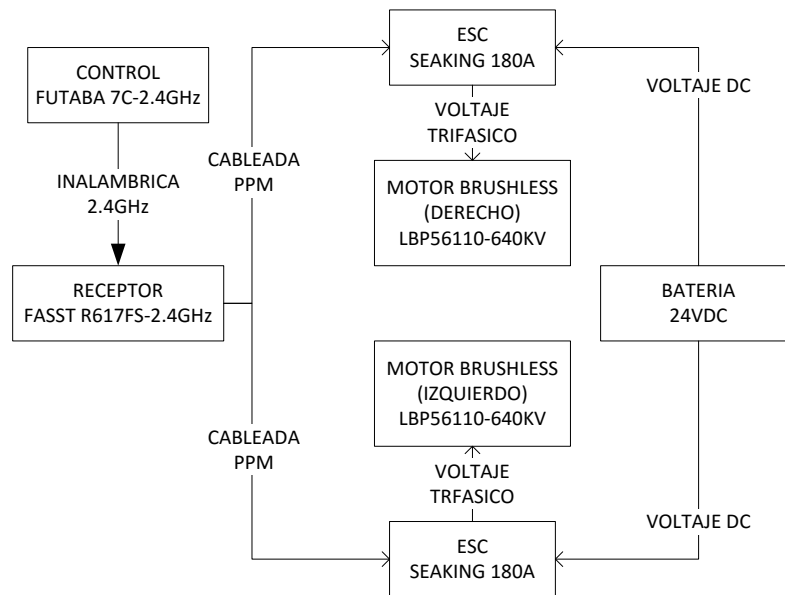 ESC
SEAKING 180A
CONTROL
FUTABA 7C-2.4GHz
VOLTAJE DC
VOLTAJE
TRIFASICO
CABLEADA
PPM
INALAMBRICA
2.4GHz
MOTOR BRUSHLESS
(DERECHO)
LBP56110-640KV
RECEPTOR
FASST R617FS-2.4GHz
BATERIA
24VDC
MOTOR BRUSHLESS
(IZQUIERDO)
LBP56110-640KV
CABLEADA
PPM
VOLTAJE
TRFASICO
VOLTAJE DC
ESC
SEAKING 180A